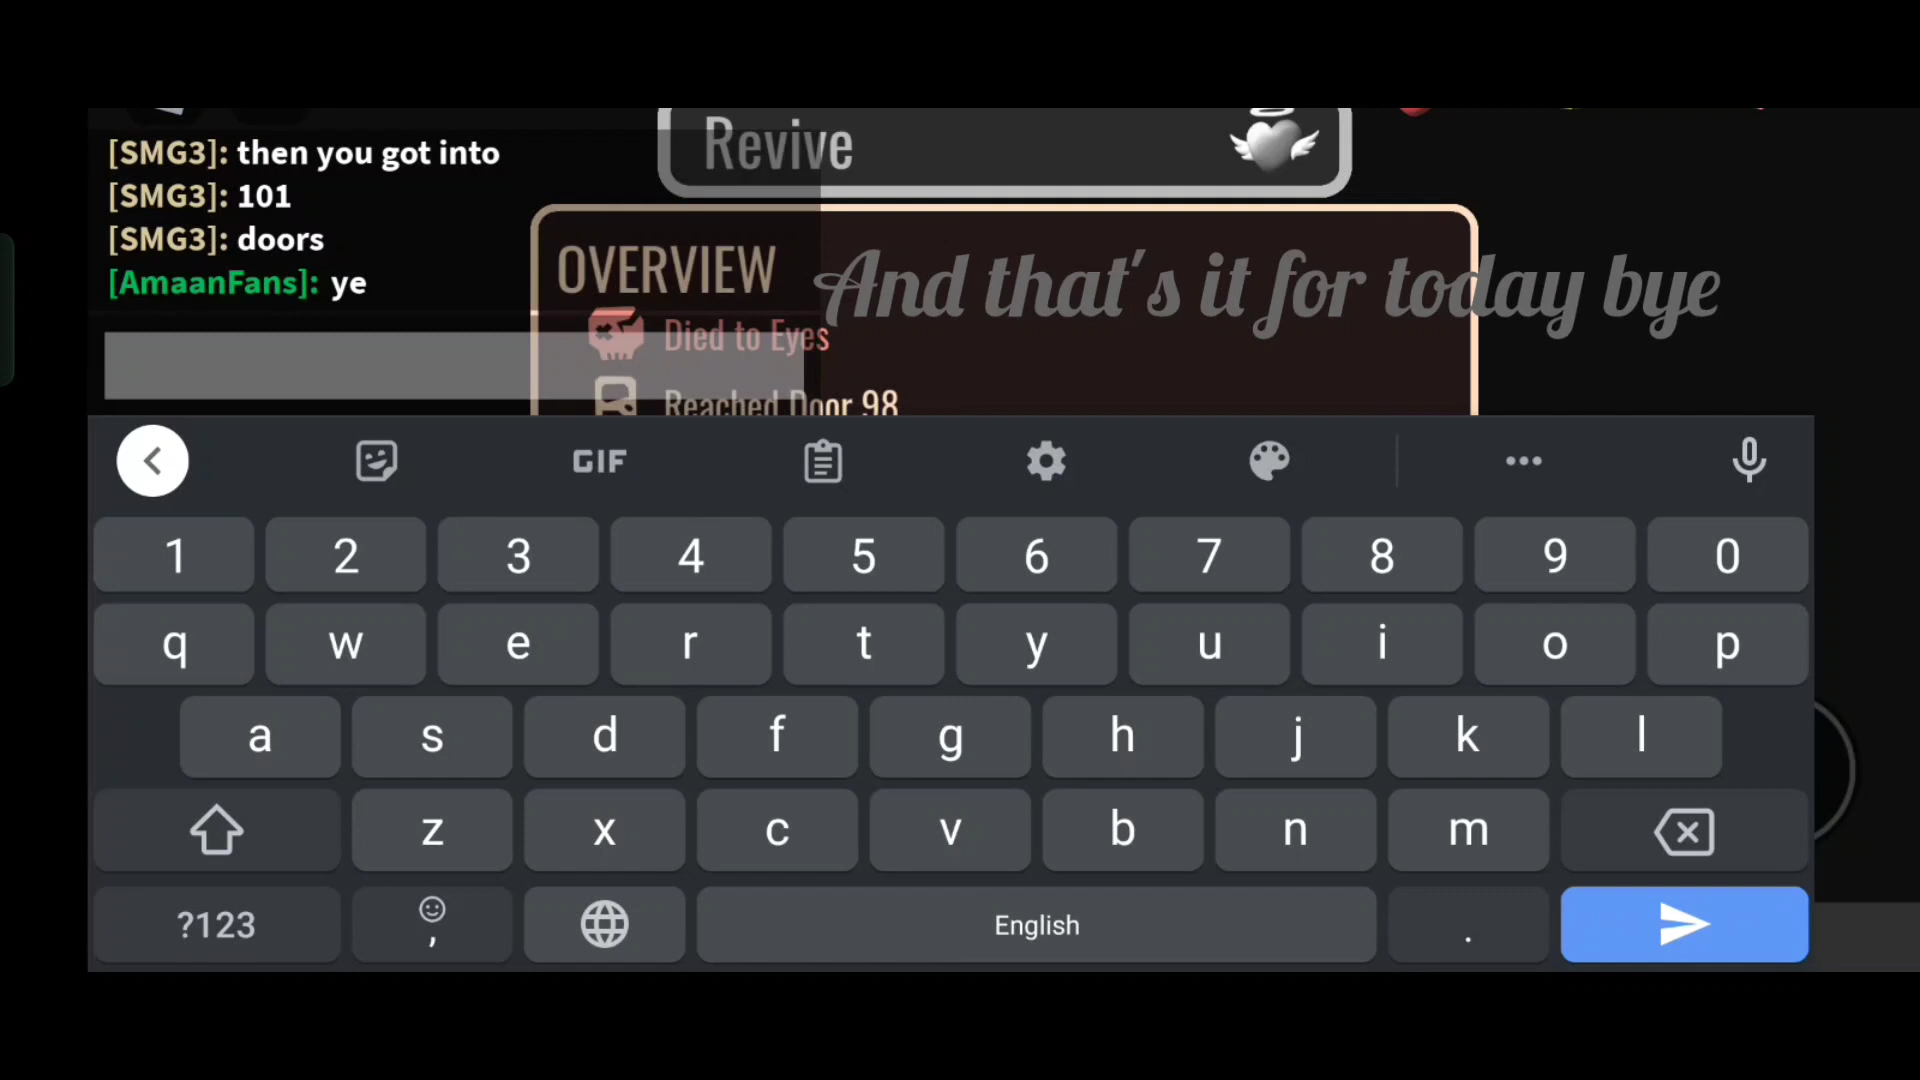 Revive
[SMG3]: then you got into
[SMG3]: 101
[SMG3]: doors
[AmaanFans]: ye
OVERVIEW
And that's it for today bye
Died to Eyes
Reached Door 98
GIF
1 2 3 4 5 6 7 8 9 0
q w e r t y u i o p
a s d f g h j k l
z x c v b n m
?123 , English .